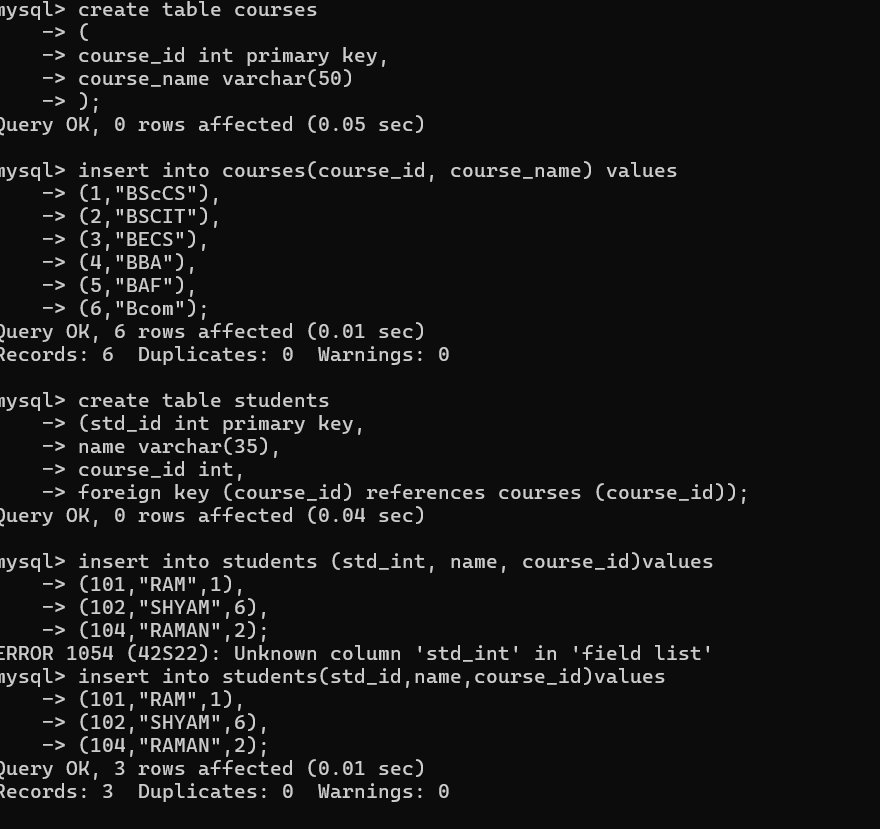 mysql> create table courses
    -> (
    -> course_id int primary key,
    -> course_name varchar(50)
    -> );
Query OK, 0 rows affected (0.05 sec)

mysql> insert into courses(course_id, course_name) values
    -> (1,"BScCS"),
    -> (2,"BSCIT"),
    -> (3,"BECS"),
    -> (4,"BBA"),
    -> (5,"BAF"),
    -> (6,"Bcom");
Query OK, 6 rows affected (0.01 sec)
Records: 6  Duplicates: 0  Warnings: 0

mysql> create table students
    -> (std_id int primary key,
    -> name varchar(35),
    -> course_id int,
    -> foreign key (course_id) references courses (course_id));
Query OK, 0 rows affected (0.04 sec)

mysql> insert into students (std_int, name, course_id)values
    -> (101,"RAM",1),
    -> (102,"SHYAM",6),
    -> (104,"RAMAN",2);
ERROR 1054 (42S22): Unknown column 'std_int' in 'field list'
mysql> insert into students(std_id,name,course_id)values
    -> (101,"RAM",1),
    -> (102,"SHYAM",6),
    -> (104,"RAMAN",2);
Query OK, 3 rows affected (0.01 sec)
Records: 3  Duplicates: 0  Warnings: 0